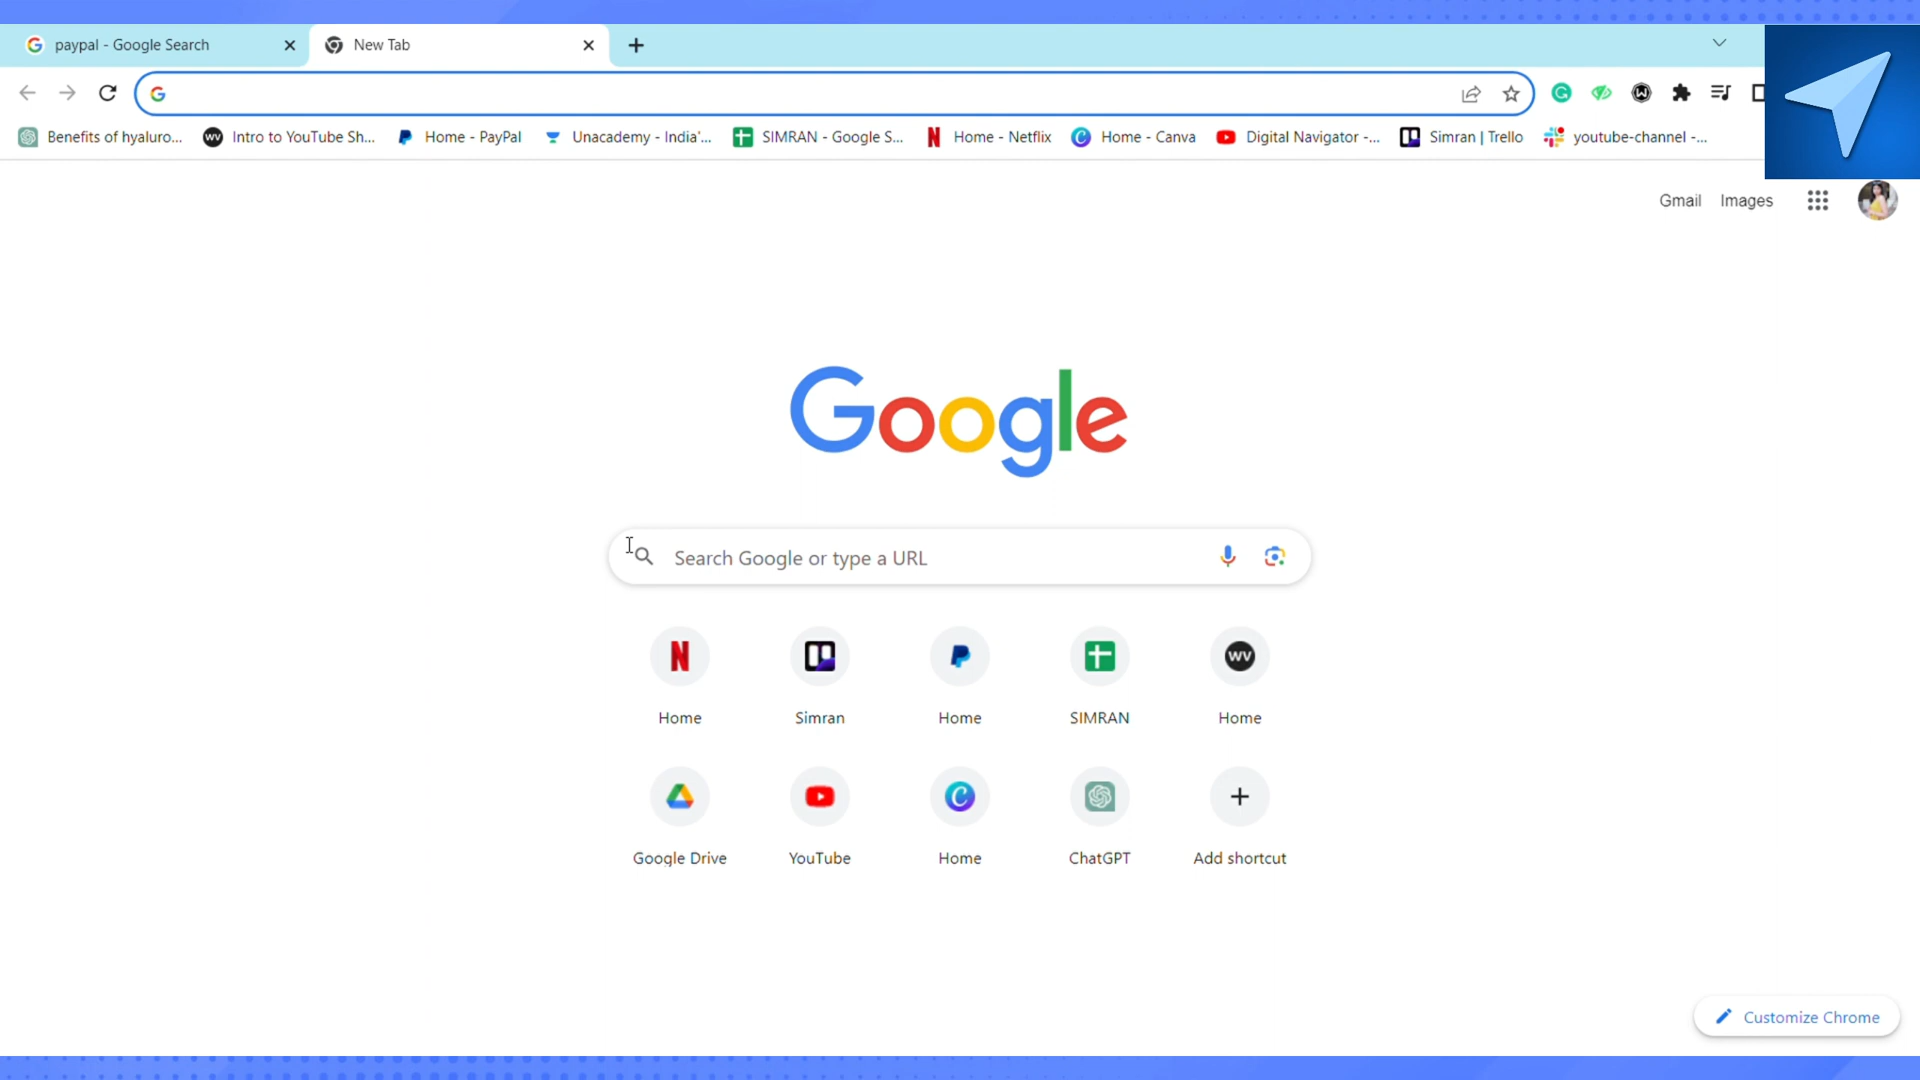 paypal - Google Search
New Tab
Benefits of hyaluro...
Intro to YouTube Sh...
Home - PayPal
Unacademy - India'...
SIMRAN - Google S...
Home - Netflix
Home - Canva
Digital Navigator -...
Simran | Trello
youtube-channel -...
Gmail
Images
Google
Search Google or type a URL
Home
Simran
Home
SIMRAN
Home
Google Drive
YouTube
Home
ChatGPT
Add shortcut
Customize Chrome